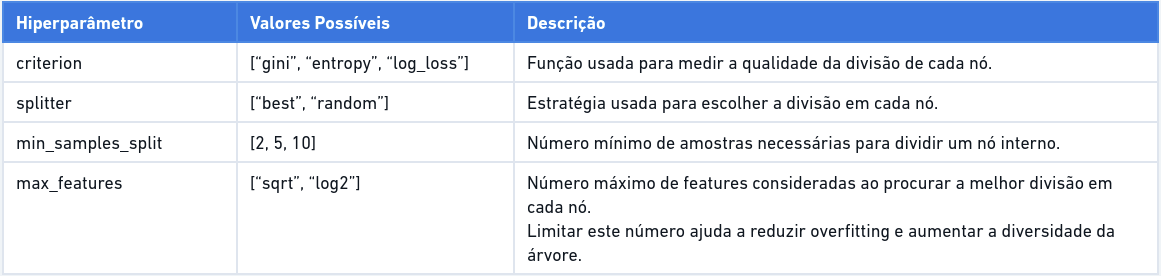 Hiperparâmetro Valores Possíveis Descrição
criterion [“gini”, “entropy”, “log_loss”] Função usada para medir a qualidade da divisão de cada nó.
splitter [“best”, “random”] Estratégia usada para escolher a divisão em cada nó.
min_samples_split [2, 5, 10] Número mínimo de amostras necessárias para dividir um nó interno.
max_features [“sqrt”, “log2”] Número máximo de features consideradas ao procurar a melhor divisão em
cada nó.
Limitar este número ajuda a reduzir overfitting e aumentar a diversidade da
árvore.